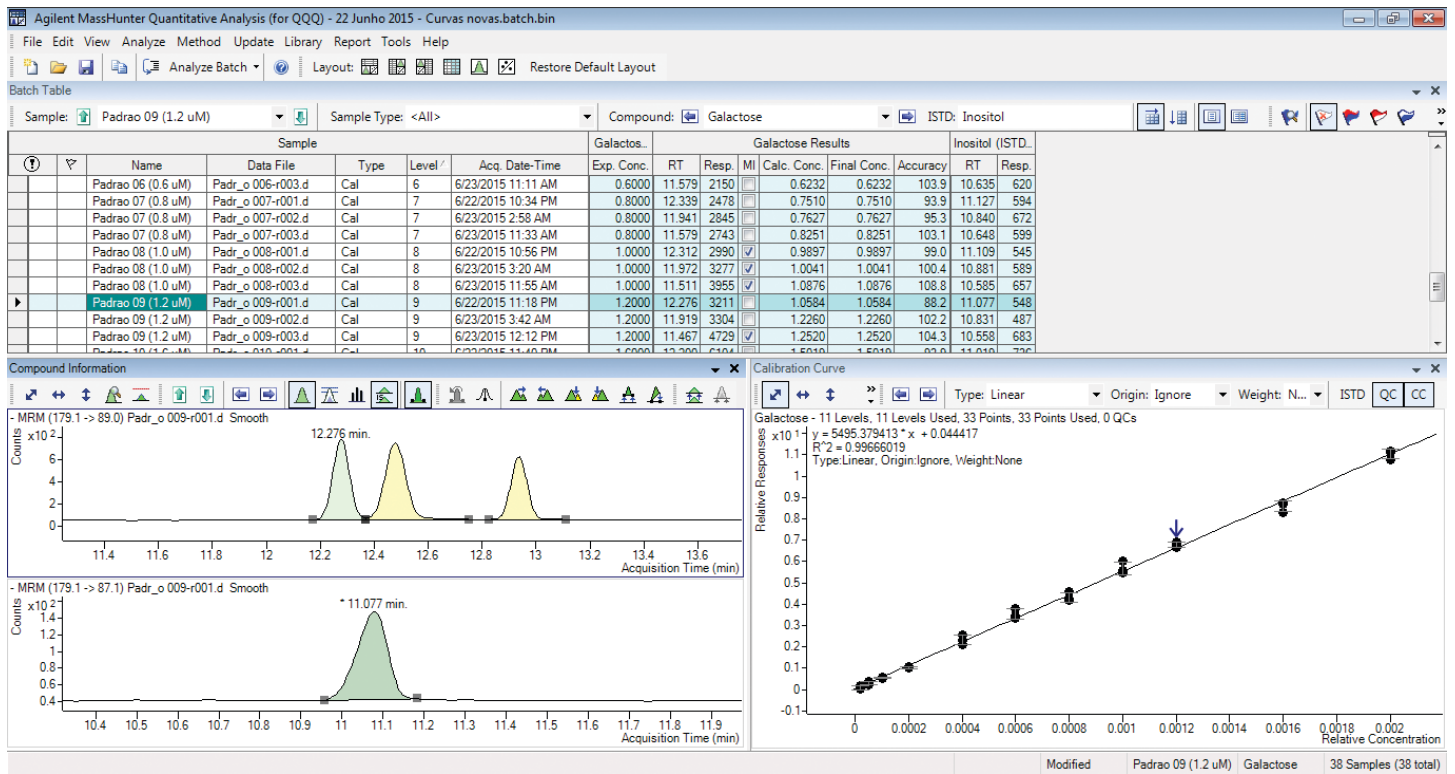 Agilent MassHunter Quantitative Analysis (for QQQ) - 22 Junho 2015 - Curvas novas.batch.bin
File Edit View Analyze Method Update Library Report Tools Help
Analyze Batch Layout: Restore Default Layout
Batch Table
Sample: Padrao 09 (1.2 uM) Sample Type: <All> Compound: Galactose ISTD: Inositol
Sample Galactos... Galactose Results Inositol (ISTD...
Name Data File Type Level Acq. Date-Time Exp. Conc. RT Resp. MI Calc. Conc. Final Conc. Accuracy RT Resp.
Padrao 06 (0.6 uM) Padr_o 006-r003.d Cal 6 6/23/2015 11:11 AM 0.6000 11.579 2150 0.6232 0.6232 103.9 10.635 620
Padrao 07 (0.8 uM) Padr_o 007-r001.d Cal 7 6/22/2015 10:34 PM 0.8000 12.339 2478 0.7510 0.7510 93.9 11.127 594
Padrao 07 (0.8 uM) Padr_o 007-r002.d Cal 7 6/23/2015 2:58 AM 0.8000 11.941 2845 0.7627 0.7627 95.3 10.840 672
Padrao 07 (0.8 uM) Padr_o 007-r003.d Cal 7 6/23/2015 11:33 AM 0.8000 11.579 2743 0.8251 0.8251 103.1 10.648 599
Padrao 08 (1.0 uM) Padr_o 008-r001.d Cal 8 6/22/2015 10:56 PM 1.0000 12.312 2990 0.9897 0.9897 99.0 11.109 545
Padrao 08 (1.0 uM) Padr_o 008-r002.d Cal 8 6/23/2015 3:20 AM 1.0000 11.972 3277 1.0041 1.0041 100.4 10.881 589
Padrao 08 (1.0 uM) Padr_o 008-r003.d Cal 8 6/23/2015 11:55 AM 1.0000 11.511 3955 1.0876 1.0876 108.8 10.585 657
Padrao 09 (1.2 uM) Padr_o 009-r001.d Cal 9 6/22/2015 11:18 PM 1.2000 12.276 3211 1.0584 1.0584 88.2 11.077 548
Padrao 09 (1.2 uM) Padr_o 009-r002.d Cal 9 6/23/2015 3:42 AM 1.2000 11.919 3304 1.2260 1.2260 102.2 10.831 487
Padrao 09 (1.2 uM) Padr_o 009-r003.d Cal 9 6/23/2015 12:12 PM 1.2000 11.467 4729 1.2520 1.2520 104.3 10.558 683
Compound Information
- MRM (179.1 -> 89.0) Padr_o 009-r001.d Smooth
Counts
x10 2
6
4
2
0
12.276 min.
11.4 11.6 11.8 12 12.2 12.4 12.6 12.8 13 13.2 13.4 13.6
Acquisition Time (min)
- MRM (179.1 -> 87.1) Padr_o 009-r001.d Smooth
Counts
x10 2
1.4
1.2
1
0.8
0.6
0.4
* 11.077 min.
10.4 10.5 10.6 10.7 10.8 10.9 11 11.1 11.2 11.3 11.4 11.5 11.6 11.7 11.8 11.9
Acquisition Time (min)
Calibration Curve
Type: Linear Origin: Ignore Weight: N... ISTD QC CC
Galactose - 11 Levels, 11 Levels Used, 33 Points, 33 Points Used, 0 QCs
Relative Responses
x10 1
y = 5495.379413 * x + 0.044417
R^2 = 0.99666019
Type:Linear, Origin:Ignore, Weight:None
1.1
1
0.9
0.8
0.7
0.6
0.5
0.4
0.3
0.2
0.1
0
-0.1
0 0.0002 0.0004 0.0006 0.0008 0.001 0.0012 0.0014 0.0016 0.0018 0.002
Relative Concentration
Modified Padrao 09 (1.2 uM) Galactose 38 Samples (38 total)